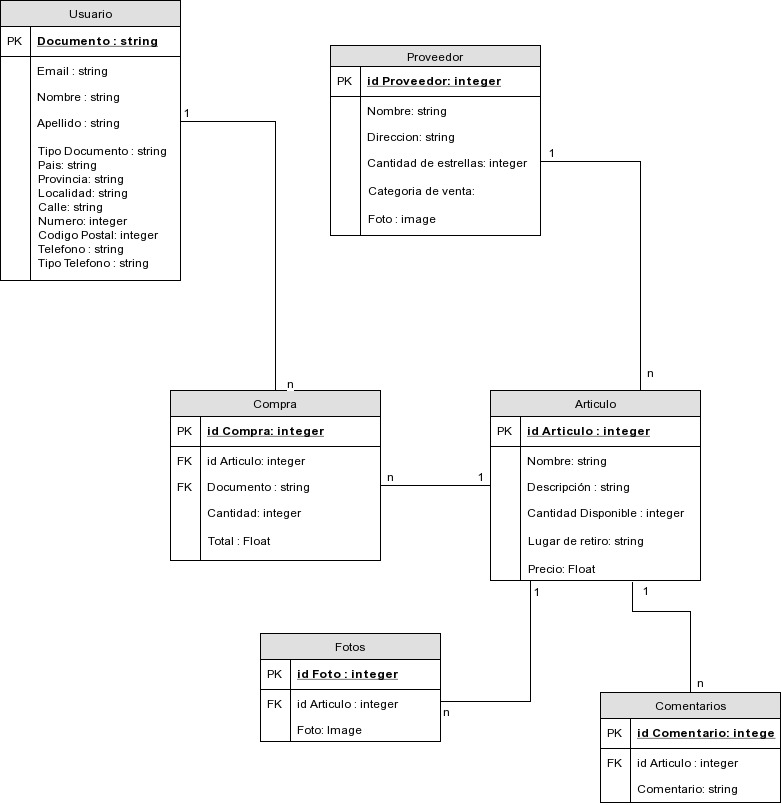 Usuario
PK Documento : string
Email : string
Nombre : string
Apellido : string
Tipo Documento : string
Pais: string
Provincia: string
Localidad: string
Calle: string
Numero: integer
Codigo Postal: integer
Telefono : string
Tipo Telefono : string
1
n
Proveedor
PK id Proveedor: integer
Nombre: string
Direccion: string
Cantidad de estrellas: integer
Categoria de venta:
Foto : image
1
n
Compra
PK id Compra: integer
FK id Articulo: integer
FK Documento : string
Cantidad: integer
Total : Float
n
1
Articulo
PK id Articulo : integer
Nombre: string
Descripción : string
Cantidad Disponible : integer
Lugar de retiro: string
Precio: Float
1
1
Fotos
PK id Foto : integer
FK id Articulo : integer
Foto: Image
n
n
Comentarios
PK id Comentario: intege
FK id Articulo : integer
Comentario: string